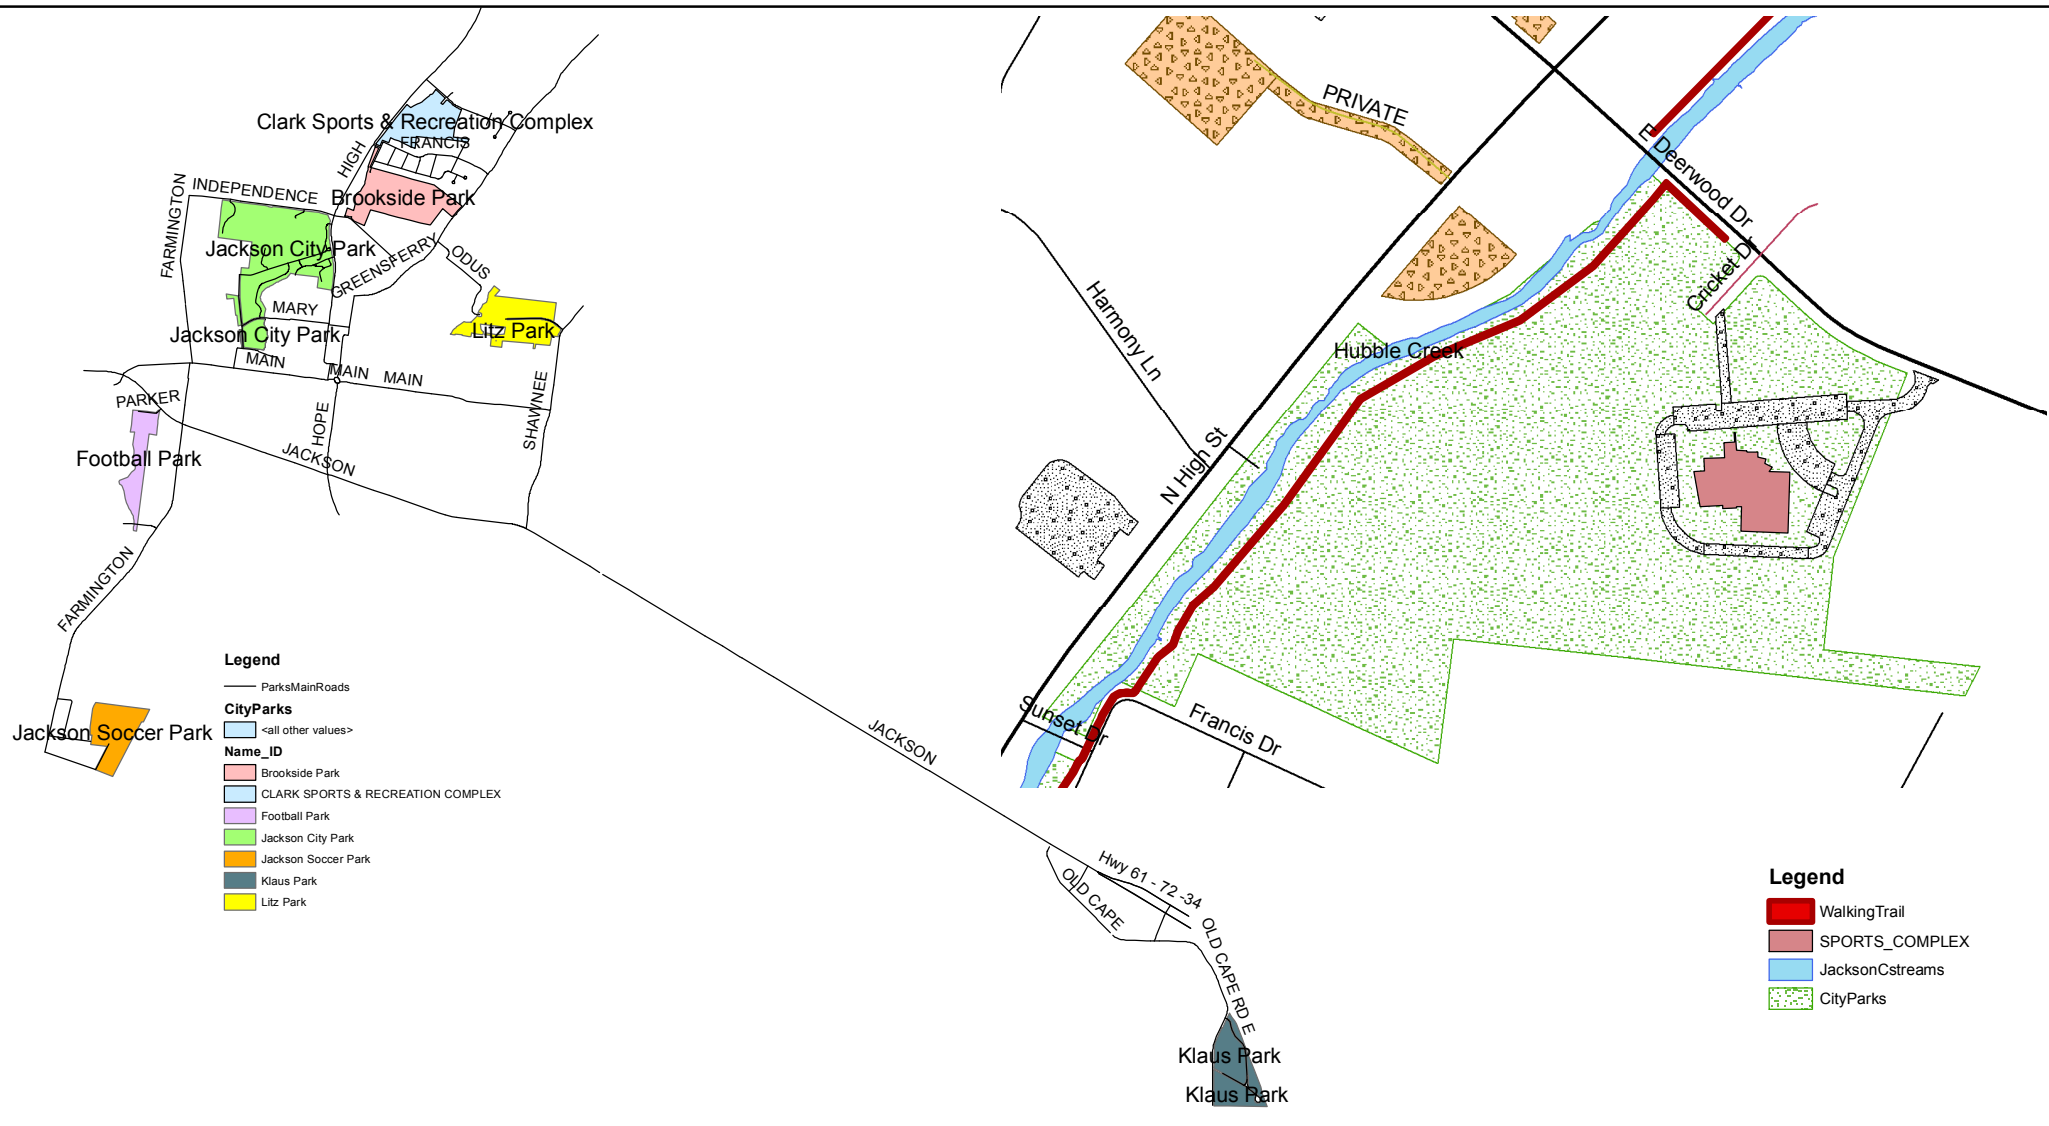 Clark Sports & Recreation Complex
FRANCIS
HIGH
INDEPENDENCE
FARMINGTON
Brookside Park
Jackson City Park
GREENSFERRY
ODUS
MARY
Jackson City Park
Litz Park
MAIN
MAIN
MAIN
PARKER
HOPE
SHAWNEE
Football Park
JACKSON
FARMINGTON
Jackson Soccer Park
Legend
ParksMainRoads
CityParks
<all other values>
Name_ID
Brookside Park
CLARK SPORTS & RECREATION COMPLEX
Football Park
Jackson City Park
Jackson Soccer Park
Klaus Park
Litz Park
JACKSON
Hwy 61 - 72 -34
OLD CAPE
OLD CAPE RD E
Klaus Park
Klaus Park
PRIVATE
E Deerwood Dr
Cricket Dr
Harmony Ln
Hubble Creek
N High St
Sunset Dr
Francis Dr
Legend
WalkingTrail
SPORTS_COMPLEX
JacksonCstreams
CityParks